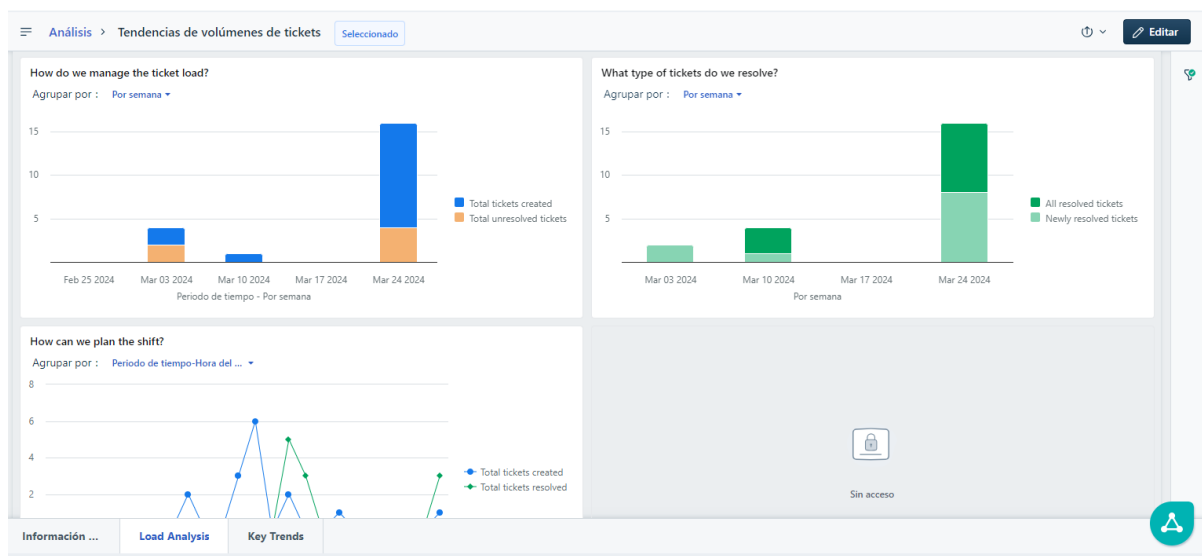 Análisis > Tendencias de volúmenes de tickets Seleccionado Editar
How do we manage the ticket load?
Agrupar por : Por semana
15
10
5
Total tickets created
Total unresolved tickets
Feb 25 2024 Mar 03 2024 Mar 10 2024 Mar 17 2024 Mar 24 2024
Periodo de tiempo - Por semana
What type of tickets do we resolve?
Agrupar por : Por semana
15
10
5
All resolved tickets
Newly resolved tickets
Mar 03 2024 Mar 10 2024 Mar 17 2024 Mar 24 2024
Por semana
How can we plan the shift?
Agrupar por : Periodo de tiempo-Hora del ...
8
6
4
2
Total tickets created
Total tickets resolved
Sin acceso
Información ... Load Analysis Key Trends